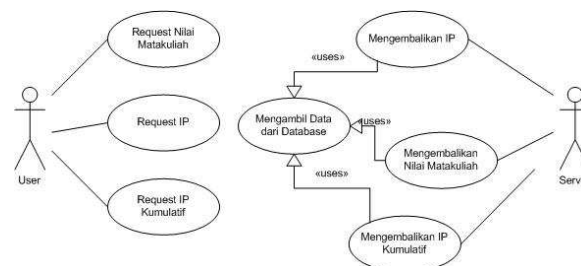 Request Nilai
Matakuliah
Request IP
Request IP
Kumulatif
User
Mengembalikan IP
«uses»
Mengambil Data
dari Database
«uses»
Mengembalikan
Nilai Matakuliah
«uses»
Mengembalikan IP
Kumulatif
Serv